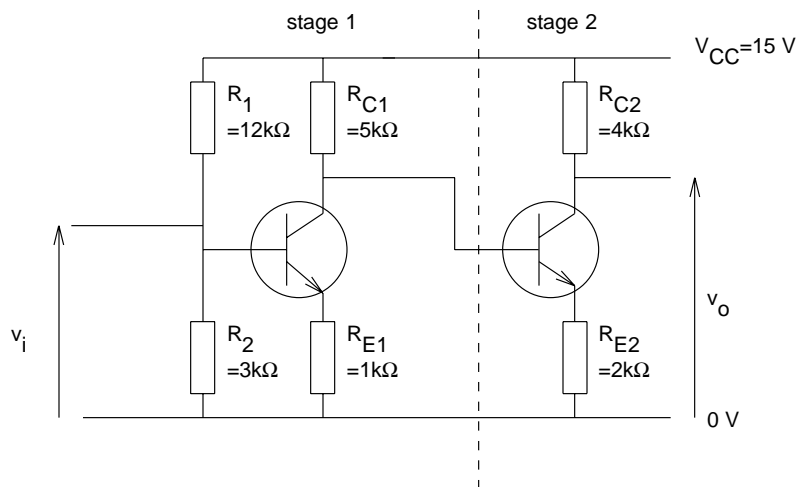 stage 1
stage 2
V_CC=15 V
R_1
=12kΩ
R_C1
=5kΩ
R_C2
=4kΩ
v_i
R_2
=3kΩ
R_E1
=1kΩ
R_E2
=2kΩ
v_o
0 V